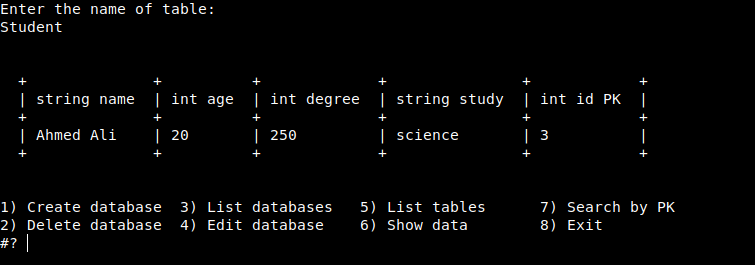 Enter the name of table:
Student
+ + + + + +
| string name | int age | int degree | string study | int id PK |
+ + + + + +
| Ahmed Ali | 20 | 250 | science | 3 |
+ + + + + +
1) Create database 3) List databases 5) List tables 7) Search by PK
2) Delete database 4) Edit database 6) Show data 8) Exit
#?